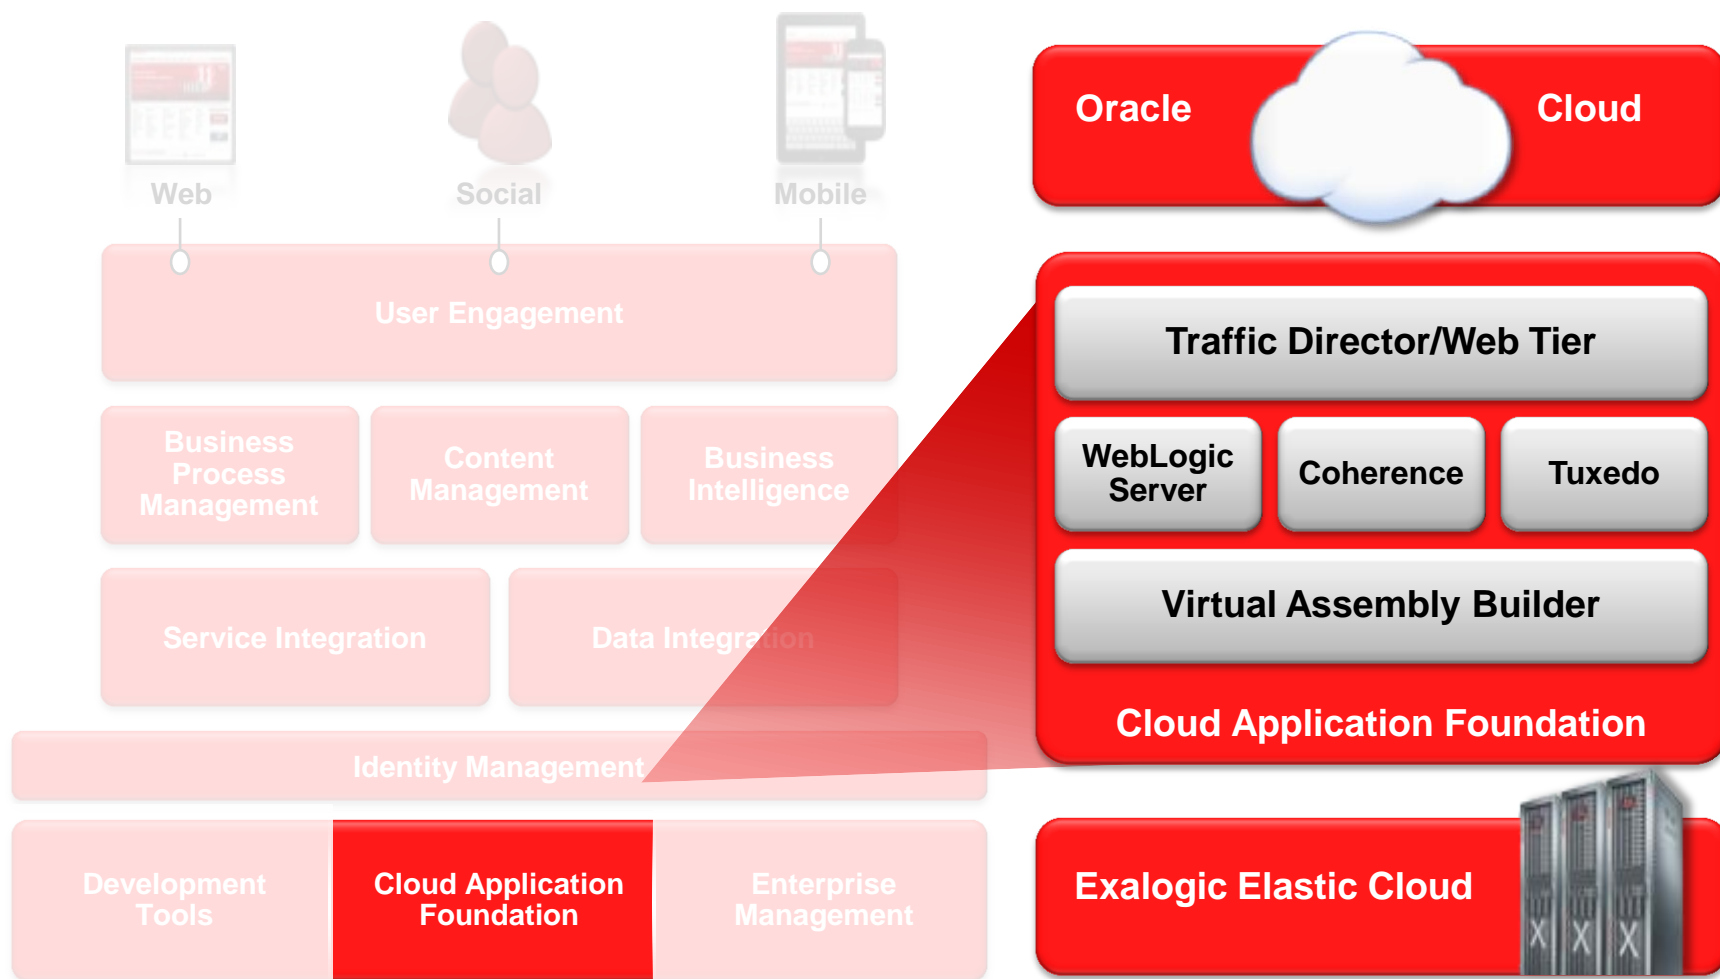 Web
Social
Mobile
User Engagement
Business
Process
Management
Content
Management
Business
Intelligence
Service Integration
Data Integration
Identity Management
Development
Tools
Cloud Application
Foundation
Enterprise
Management
Oracle
Cloud
Traffic Director/Web Tier
WebLogic
Server
Coherence
Tuxedo
Virtual Assembly Builder
Cloud Application Foundation
Exalogic Elastic Cloud
X
X
X